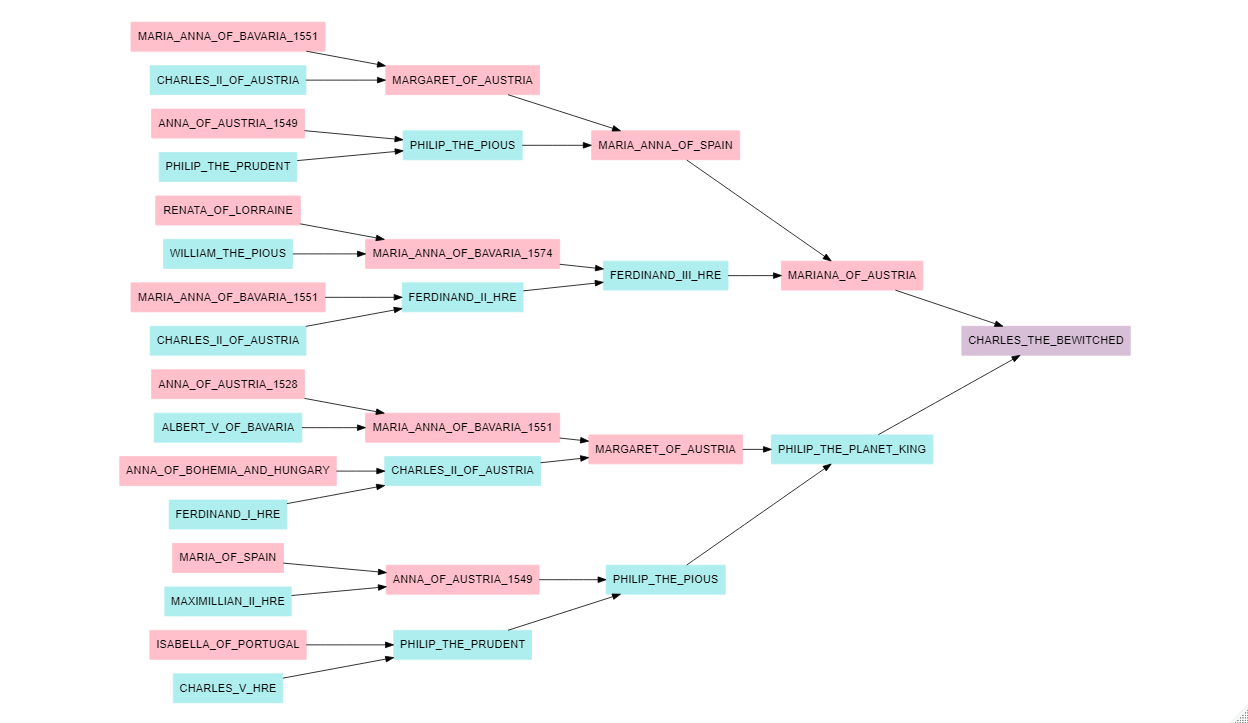 MARIA_ANNA_OF_BAVARIA_1551
CHARLES_II_OF_AUSTRIA
MARGARET_OF_AUSTRIA
ANNA_OF_AUSTRIA_1549
PHILIP_THE_PIOUS
MARIA_ANNA_OF_SPAIN
PHILIP_THE_PRUDENT
RENATA_OF_LORRAINE
WILLIAM_THE_PIOUS
MARIA_ANNA_OF_BAVARIA_1574
FERDINAND_III_HRE
MARIANA_OF_AUSTRIA
MARIA_ANNA_OF_BAVARIA_1551
FERDINAND_II_HRE
CHARLES_II_OF_AUSTRIA
CHARLES_THE_BEWITCHED
ANNA_OF_AUSTRIA_1528
ALBERT_V_OF_BAVARIA
MARIA_ANNA_OF_BAVARIA_1551
MARGARET_OF_AUSTRIA
PHILIP_THE_PLANET_KING
ANNA_OF_BOHEMIA_AND_HUNGARY
CHARLES_II_OF_AUSTRIA
FERDINAND_I_HRE
MARIA_OF_SPAIN
ANNA_OF_AUSTRIA_1549
PHILIP_THE_PIOUS
MAXIMILLIAN_II_HRE
ISABELLA_OF_PORTUGAL
PHILIP_THE_PRUDENT
CHARLES_V_HRE